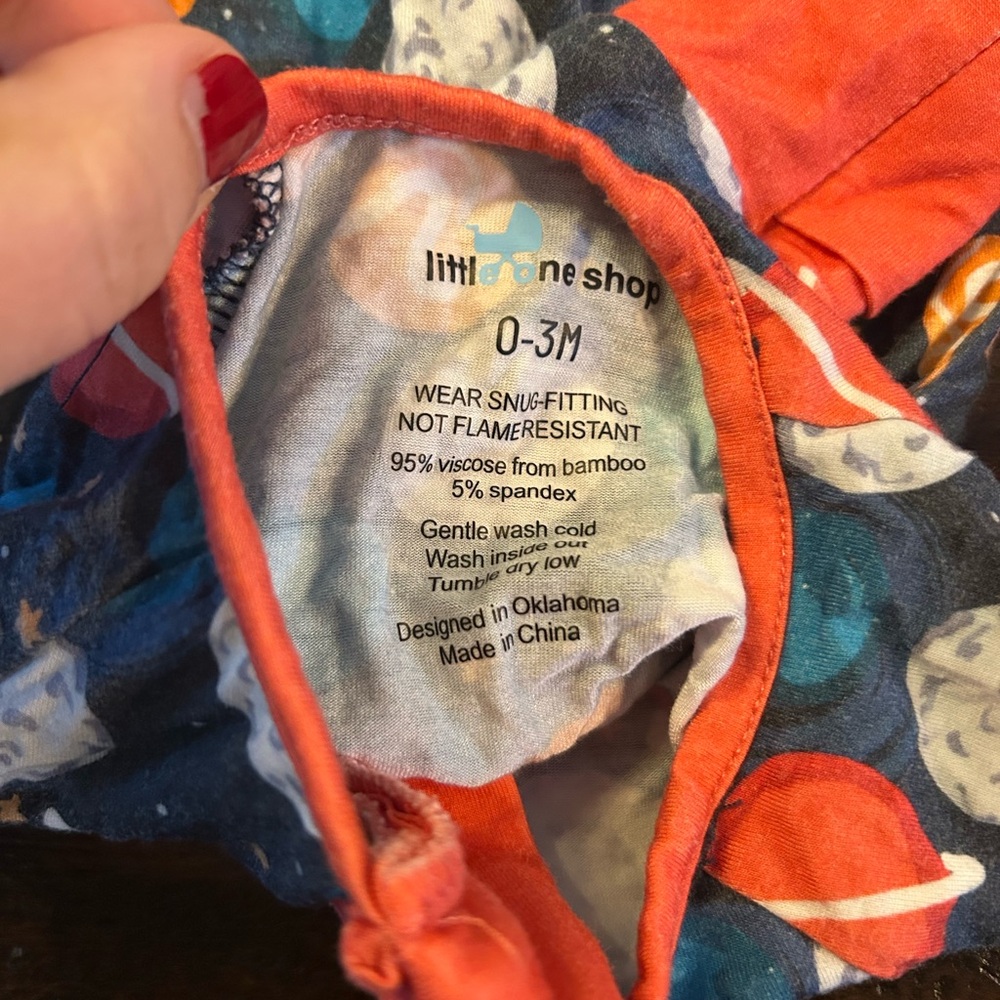 little one shop
0-3M
WEAR SNUG-FITTING
NOT FLAMERESISTANT
95% viscose from bamboo
5% spandex
Gentle wash cold
Wash inside out
Tumble dry low
Designed in Oklahoma
Made in China